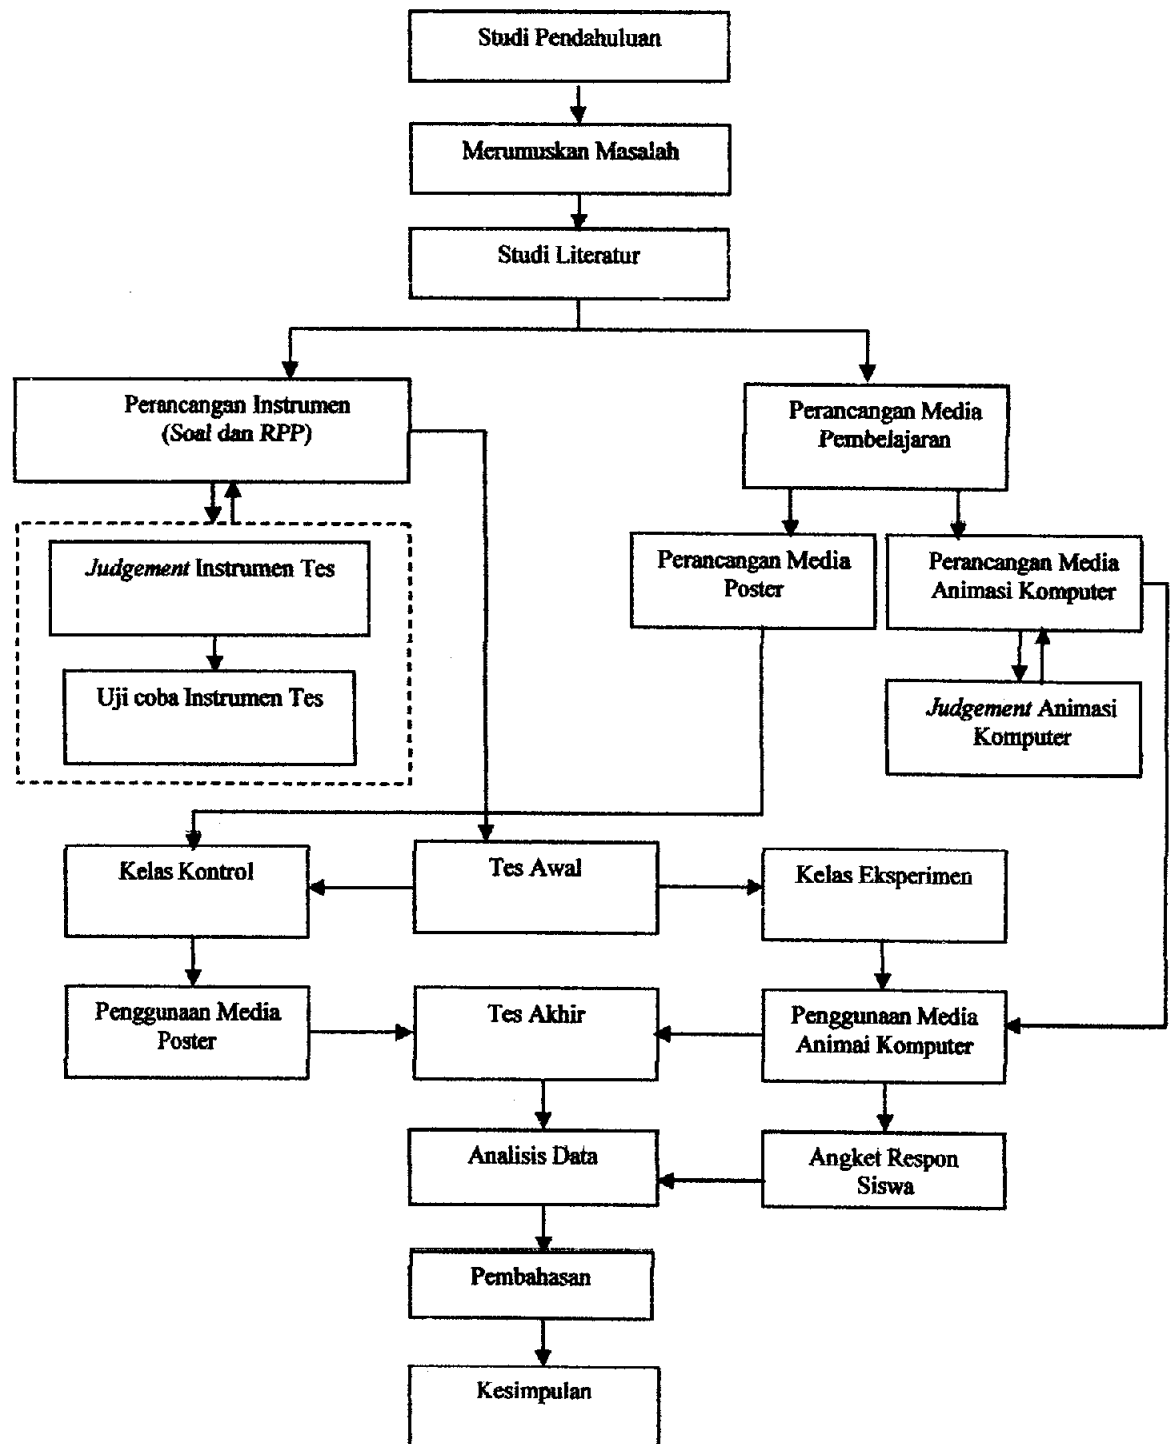 Studi Pendahuluan
Merumuskan Masalah
Studi Literatur
Perancangan Instrumen
(Soal dan RPP)
Perancangan Media
Pembelajaran
Judgement Instrumen Tes
Uji coba Instrumen Tes
Perancangan Media
Poster
Perancangan Media
Animasi Komputer
Judgement Animasi
Komputer
Kelas Kontrol
Tes Awal
Kelas Eksperimen
Penggunaan Media
Poster
Tes Akhir
Penggunaan Media
Animai Komputer
Analisis Data
Angket Respon
Siswa
Pembahasan
Kesimpulan